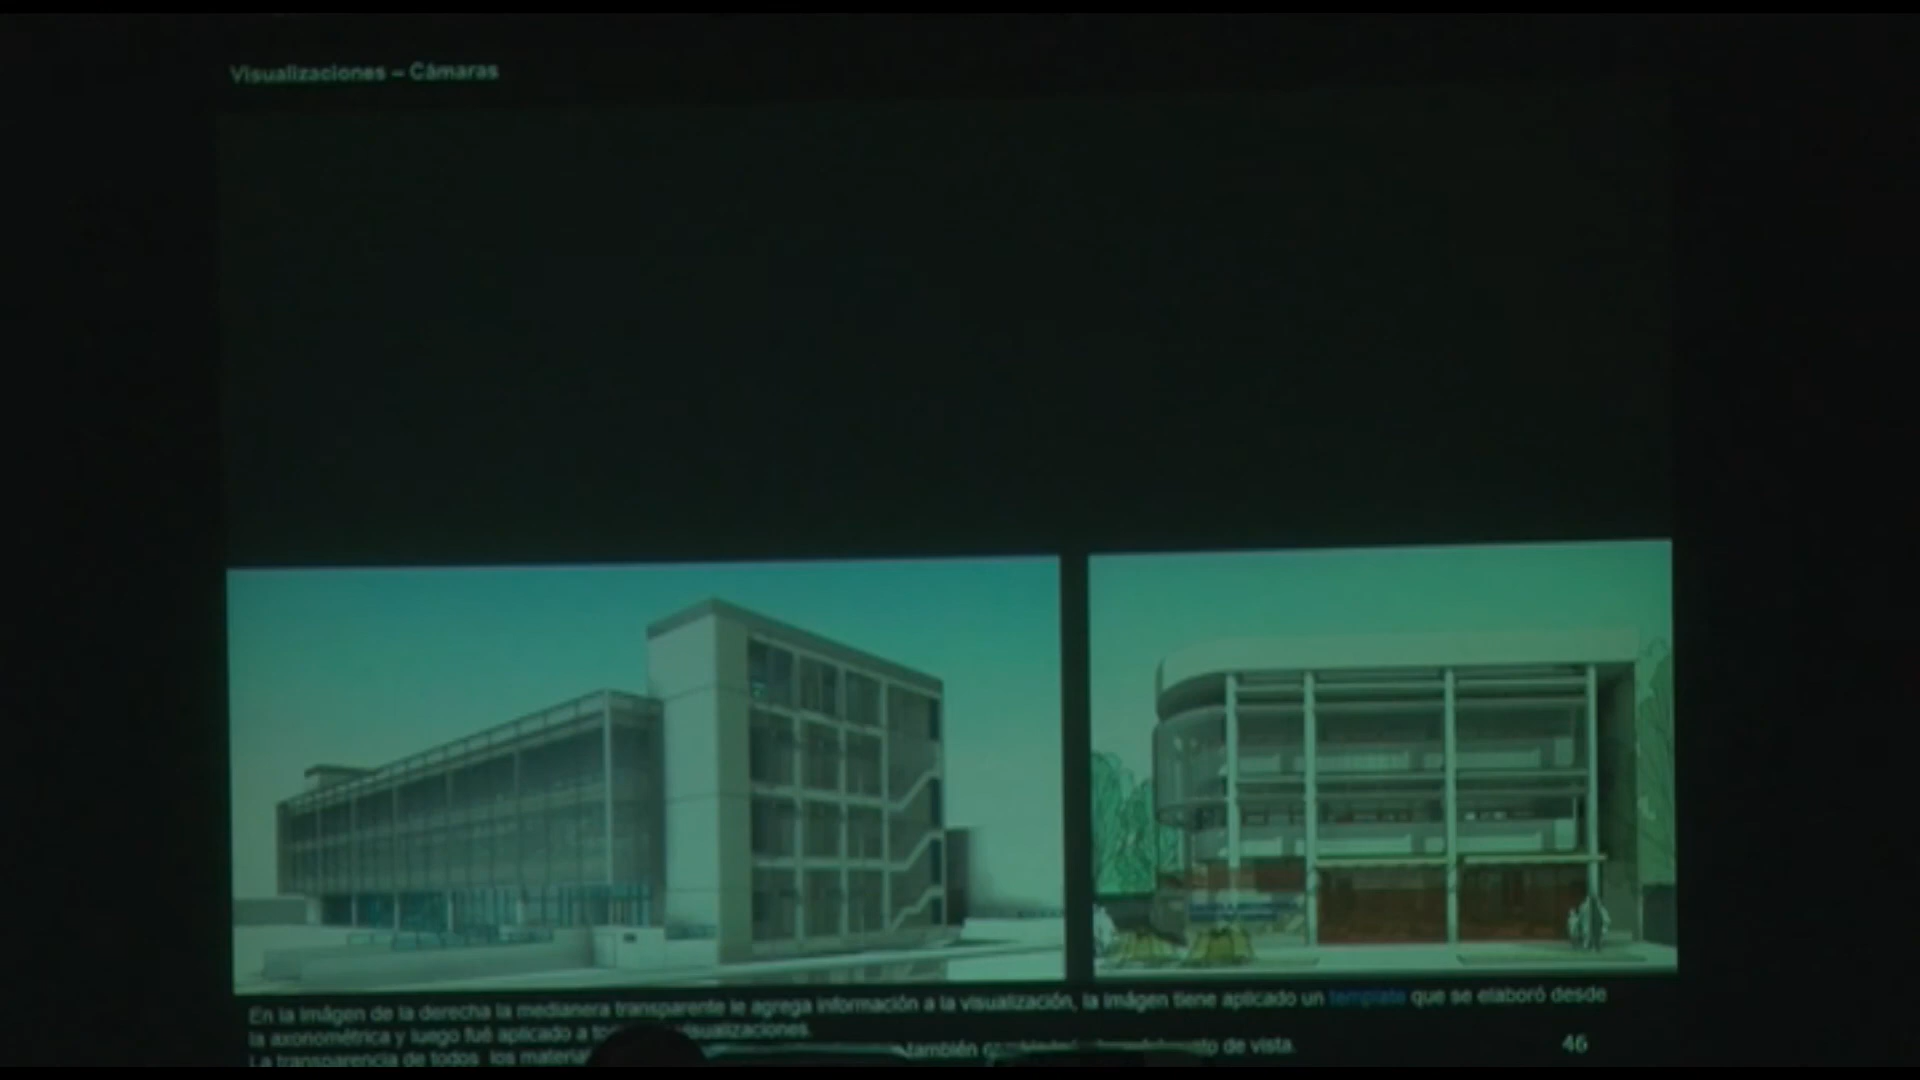 Visualizaciones – Cámaras
En la imágen de la derecha la medianera transparente le agrega información a la visualización, la imágen tiene aplicado un template que se elaboró desde
la axonométrica y luego fué aplicado a visualizaciones.
La transparencia de todos los también de vista.
46